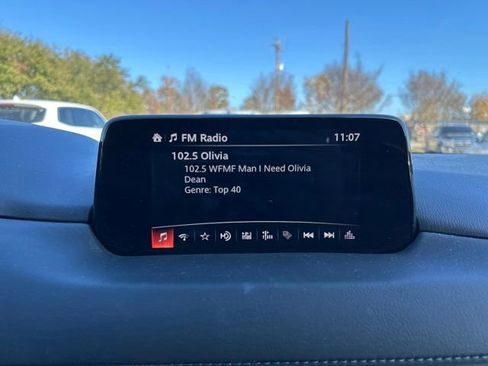 FM Radio 11:07
102.5 Olivia
102.5 WFMF Man I Need Olivia
Dean
Genre: Top 40